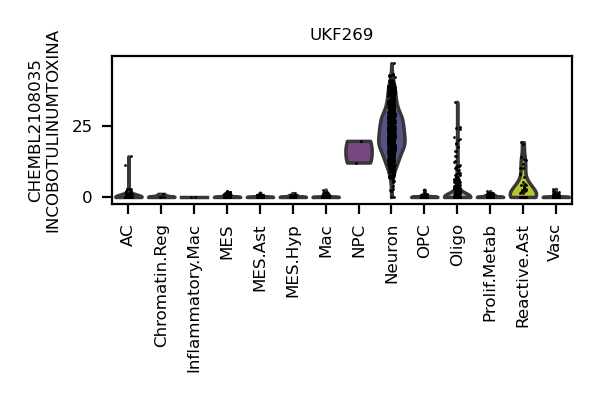 UKF269
CHEMBL2108035
INCOBOTULINUMTOXINA
25
0
AC
Chromatin.Reg
Inflammatory.Mac
MES
MES.Ast
MES.Hyp
Mac
NPC
Neuron
OPC
Oligo
Prolif.Metab
Reactive.Ast
Vasc